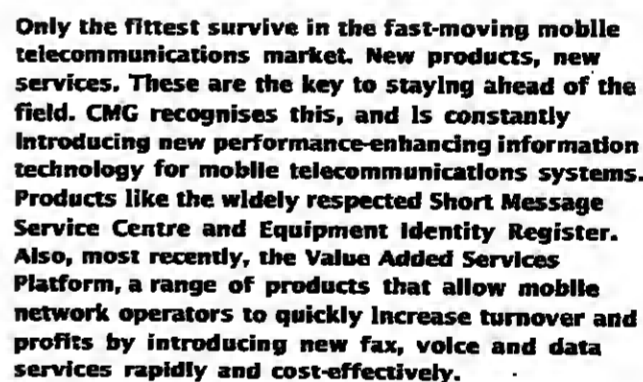 Only the fittest survive in the fast-moving mobile
telecommunications market. New products, new
services. These are the key to staying ahead of the
field. CMG recognises this, and is constantly
introducing new performance-enhancing information
technology for mobile telecommunications systems.
Products like the widely respected Short Message
Service Centre and Equipment Identity Register.
Also, most recently, the Value Added Services
Platform, a range of products that allow mobile
network operators to quickly increase turnover and
profits by introducing new fax, voice and data
services rapidly and cost-effectively.